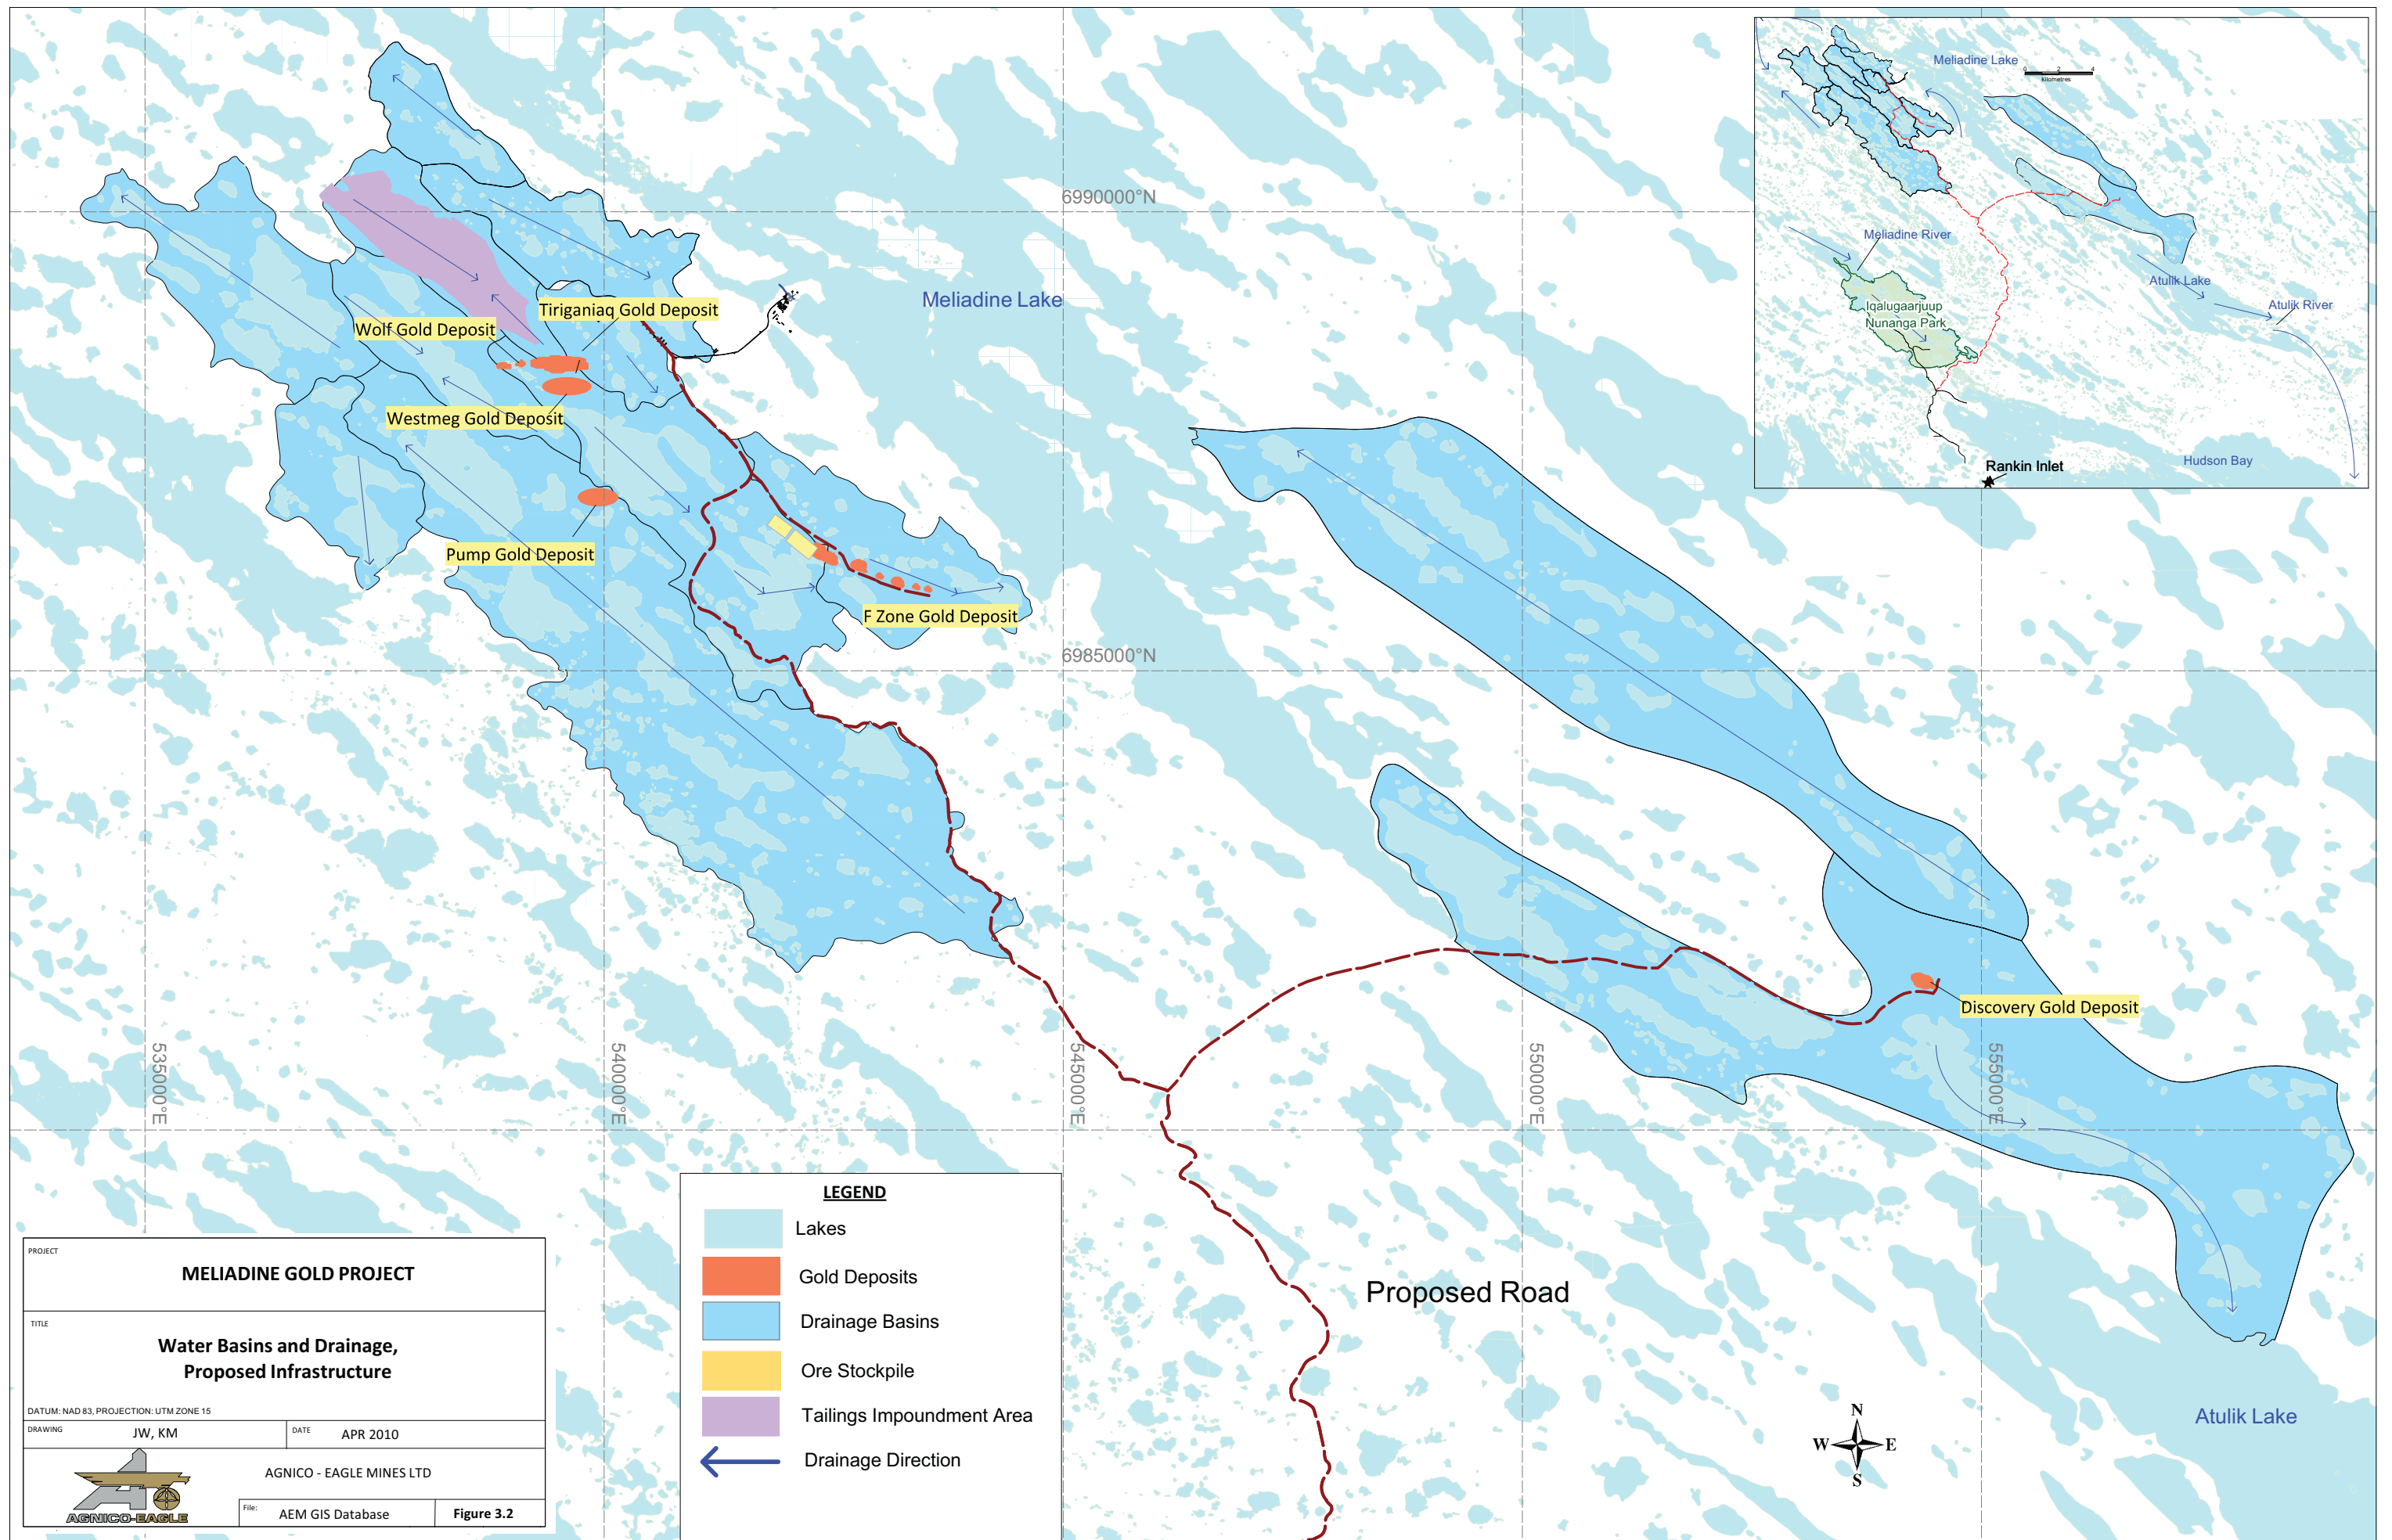 Meliadine Lake
0 2 4
kilometres
Meliadine River
Iqalugaarjuup
Nunanga Park
Atulik Lake
Atulik River
Hudson Bay
Rankin Inlet
6990000°N
Meliadine Lake
Tiriganiaq Gold Deposit
Wolf Gold Deposit
Westmeg Gold Deposit
Pump Gold Deposit
F Zone Gold Deposit
6985000°N
Discovery Gold Deposit
535000°E
540000°E
545000°E
550000°E
555000°E
Proposed Road
Atulik Lake
N
W E
S
LEGEND
Lakes
Gold Deposits
Drainage Basins
Ore Stockpile
Tailings Impoundment Area
Drainage Direction
PROJECT
MELIADINE GOLD PROJECT
TITLE
Water Basins and Drainage,
Proposed Infrastructure
DATUM: NAD 83, PROJECTION: UTM ZONE 15
DRAWING JW, KM DATE APR 2010
AGNICO - EAGLE MINES LTD
AGNICO-EAGLE
File: AEM GIS Database Figure 3.2